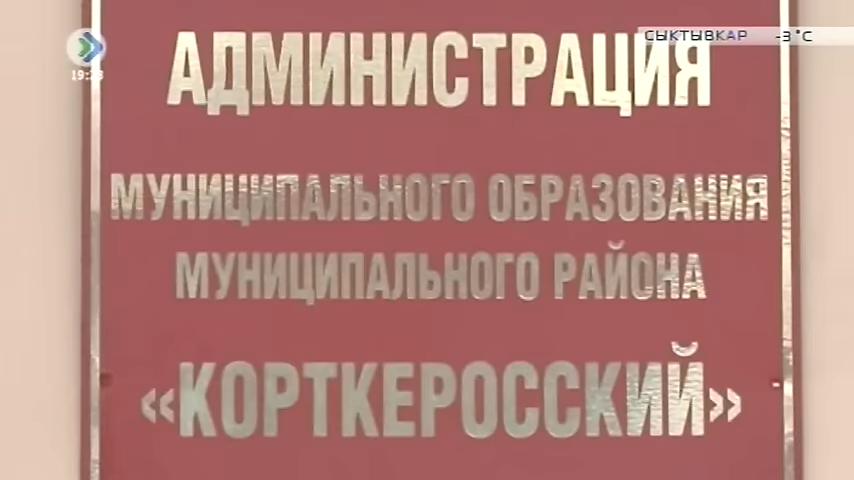 СЫКТЫВКАР -3°C
АДМИНИСТРАЦИЯ
МУНИЦИПАЛЬНОГО ОБРАЗОВАНИЯ
МУНИЦИПАЛЬНОГО РАЙОНА
«КОРТКЕРОССКИЙ»